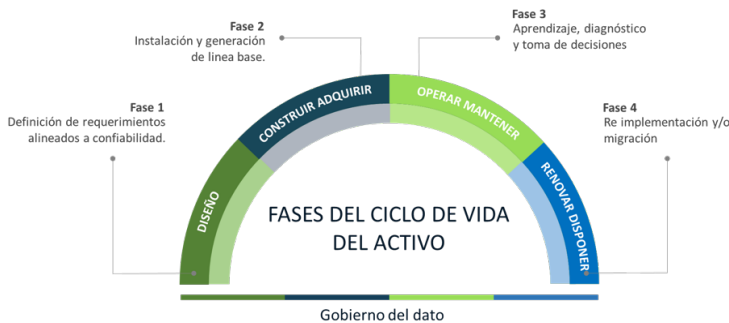 Fase 1
Definición de requerimientos
alineados a confiabilidad.
Fase 2
Instalación y generación
de linea base.
Fase 3
Aprendizaje, diagnóstico
y toma de decisiones
Fase 4
Re implementación y/o
migración
DISEÑO
CONSTRUIR ADQUIRIR
OPERAR MANTENER
RENOVAR DISPONER
FASES DEL CICLO DE VIDA
DEL ACTIVO
Gobierno del dato